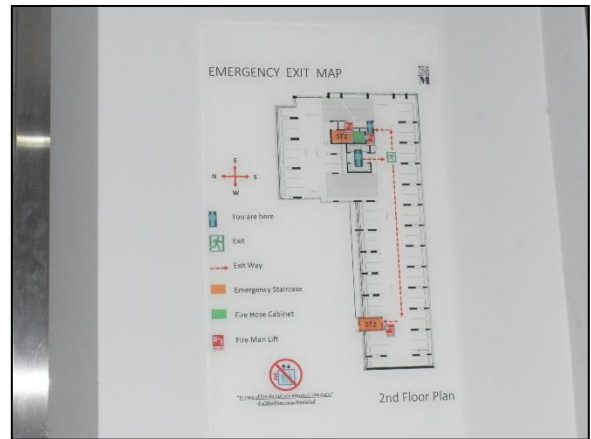 EMERGENCY EXIT MAP
M
ST1
E
N S
W
You are here
Exit
Exit Way
Emergency Staircase
Fire Hose Cabinet
Fire Man Lift
ST2
2nd Floor Plan